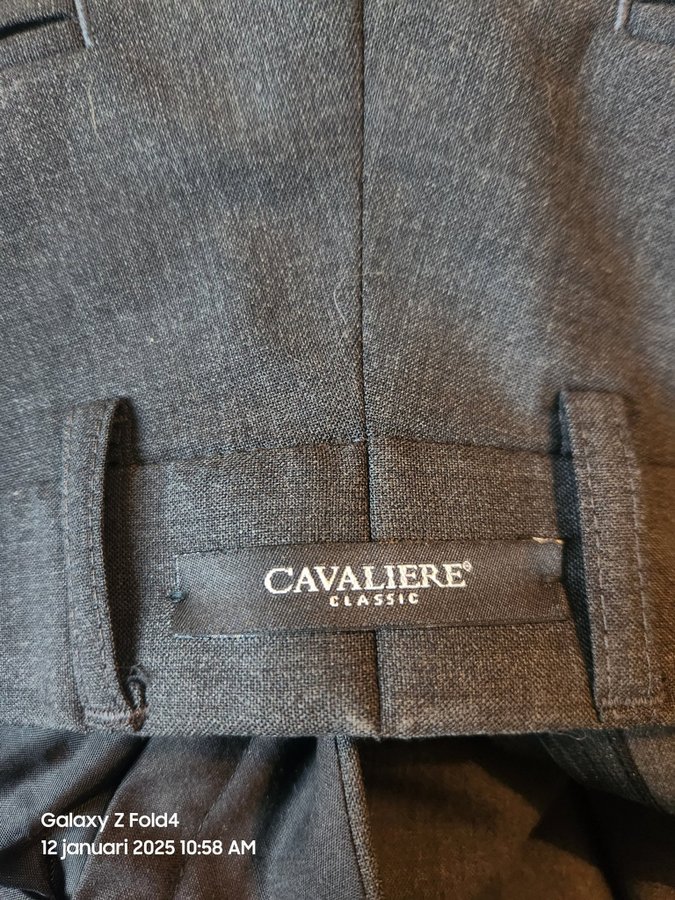 CAVALIERE®
CLASSIC
Galaxy Z Fold4
12 januari 2025 10:58 AM